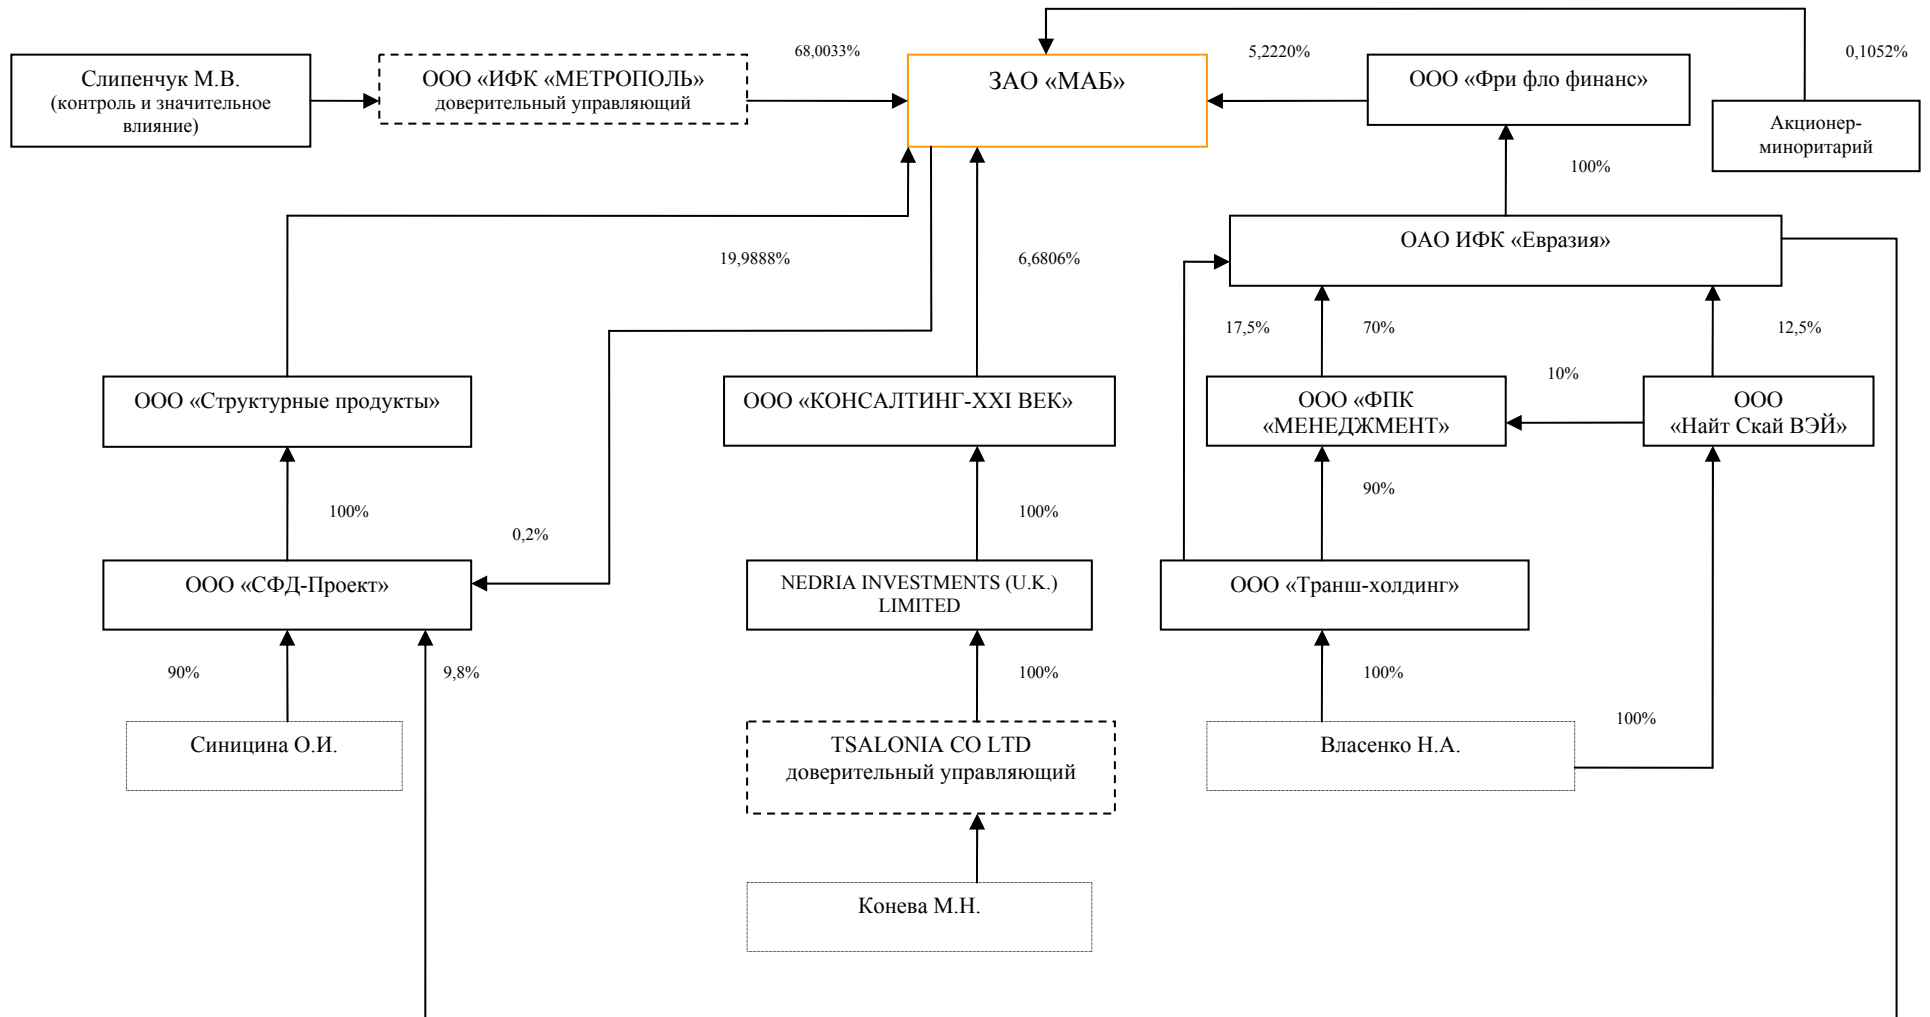 68,0033%
5,2220%
0,1052%
Слипенчук М.В.
(контроль и значительное
влияние)
ООО «ИФК «МЕТРОПОЛЬ»
доверительный управляющий
ЗАО «МАБ»
ООО «Фри фло финанс»
Акционер-
миноритарий
100%
ОАО ИФК «Евразия»
19,9888%
6,6806%
17,5%
70%
12,5%
10%
ООО «Структурные продукты»
ООО «КОНСАЛТИНГ-XXI ВЕК»
ООО «ФПК
«МЕНЕДЖМЕНТ»
ООО
«Найт Скай ВЭЙ»
100%
0,2%
100%
90%
ООО «СФД-Проект»
NEDRIA INVESTMENTS (U.K.)
LIMITED
ООО «Транш-холдинг»
90%
9,8%
100%
100%
100%
Синицина О.И.
TSALONIA CO LTD
доверительный управляющий
Власенко Н.А.
Конева М.Н.